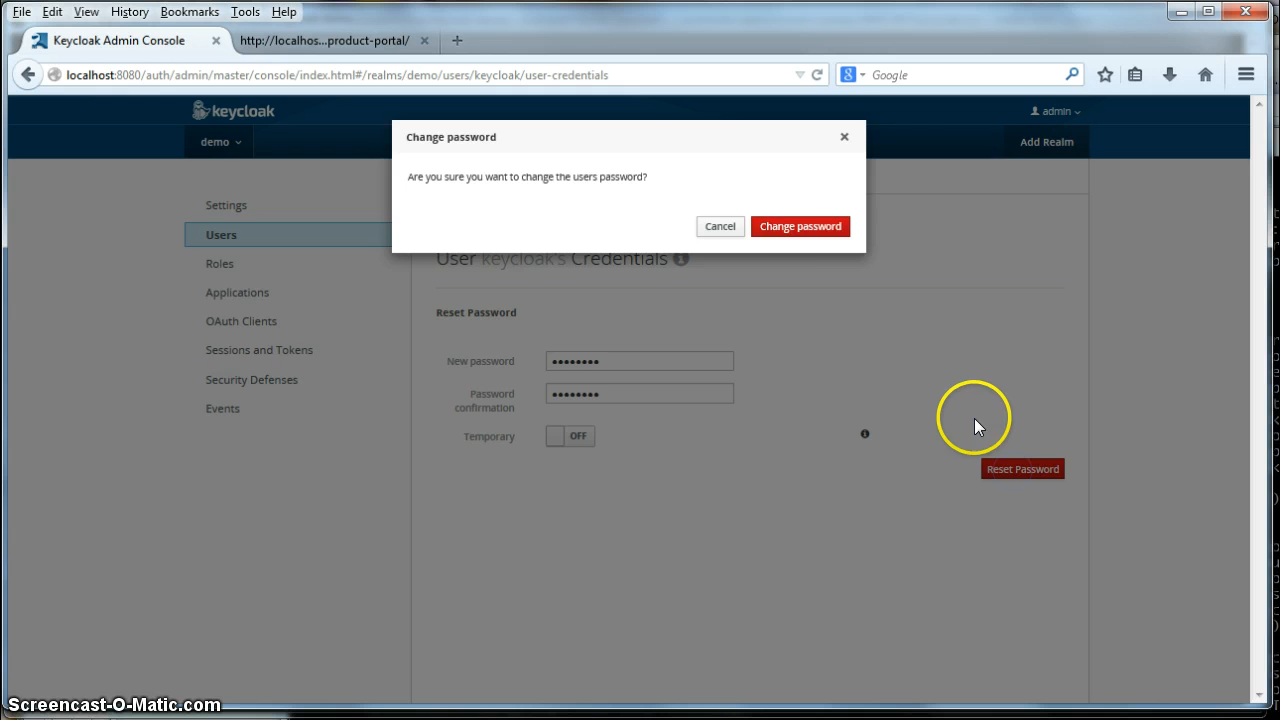 File Edit View History Bookmarks Tools Help
Keycloak Admin Console
http://localhos...product-portal/
localhost:8080/auth/admin/master/console/index.html#/realms/demo/users/keycloak/user-credentials
Google
keycloak
admin
demo
Add Realm
Change password
Are you sure you want to change the users password?
Cancel
Change password
Settings
Users
Roles
Applications
OAuth Clients
Sessions and Tokens
Security Defenses
Events
User keycloak's Credentials
Reset Password
New password
Password
confirmation
Temporary
OFF
Reset Password
Screencast-O-Matic.com